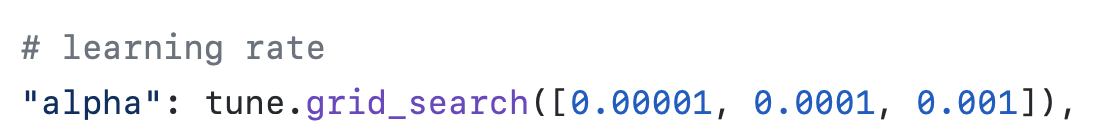 # learning rate
"alpha": tune.grid_search([0.00001, 0.0001, 0.001]),